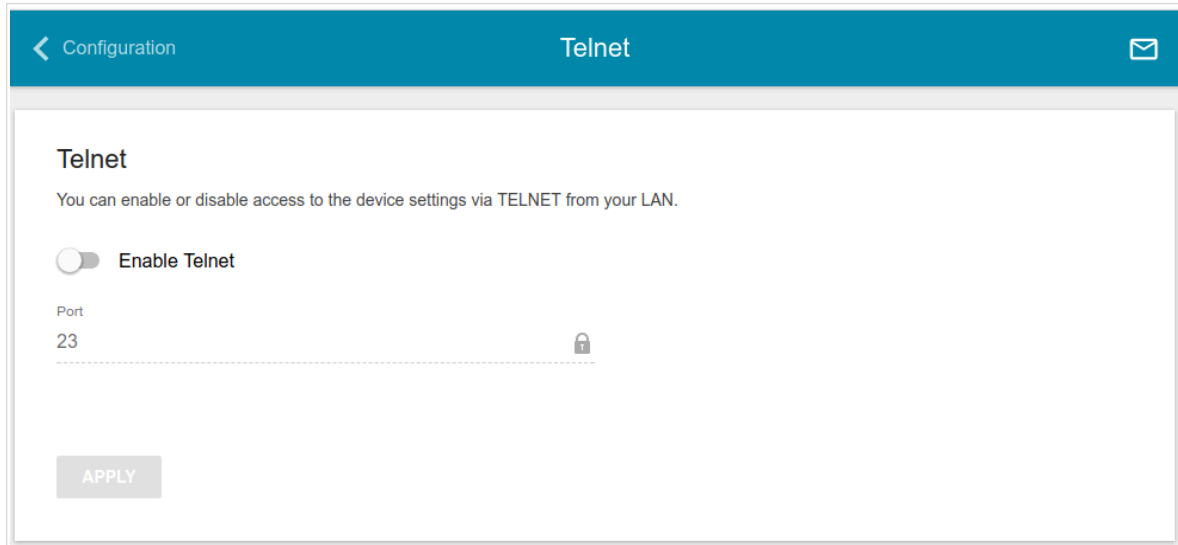 Configuration
Telnet
Telnet
You can enable or disable access to the device settings via TELNET from your LAN.
Enable Telnet
Port
23
APPLY